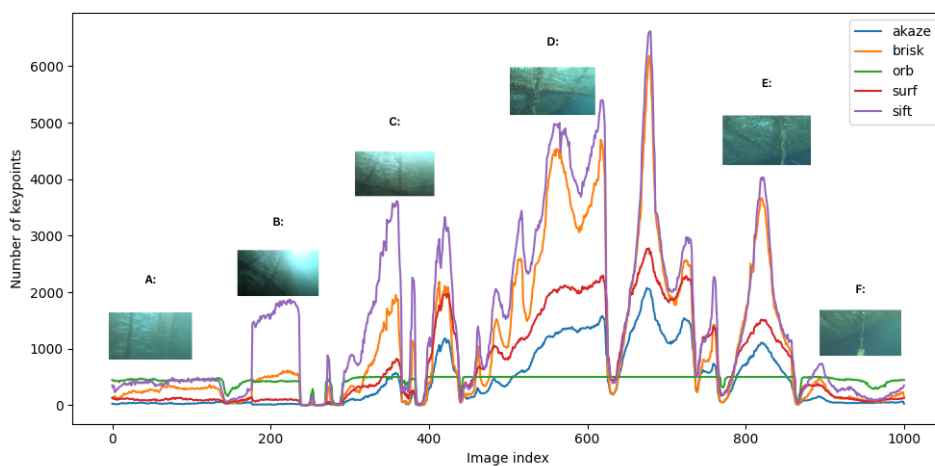 D:
E:
C:
B:
A:
F:
akaze
brisk
orb
surf
sift
Number of keypoints
6000
5000
4000
3000
2000
1000
0
0 200 400 600 800 1000
Image index